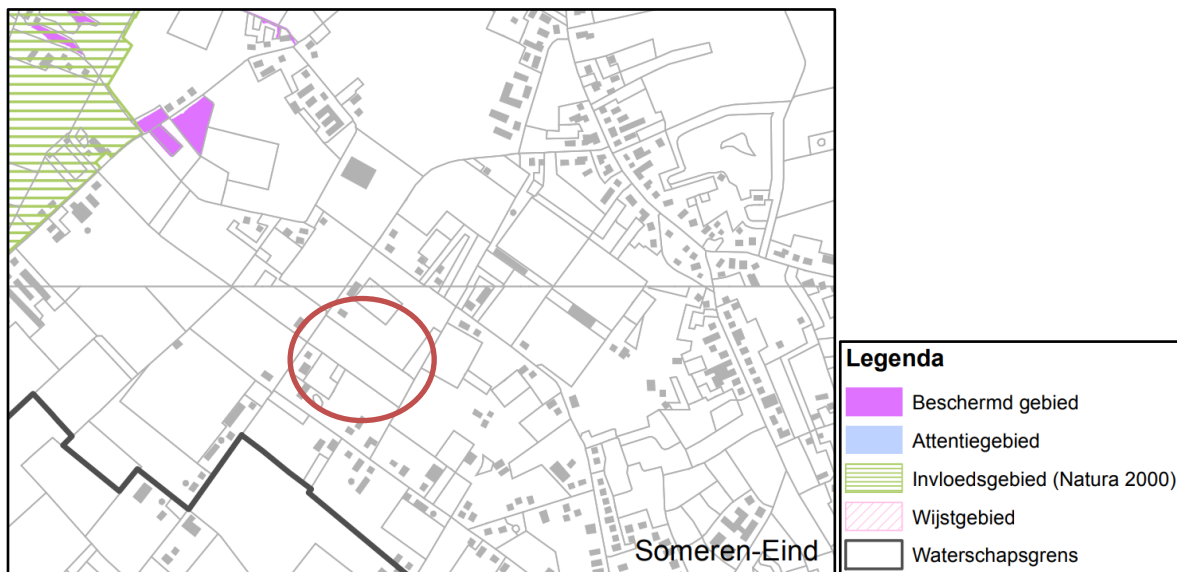 Someren-Eind
Legenda
Beschermd gebied
Attentiegebied
Invloedsgebied (Natura 2000)
Wijstgebied
Waterschapsgrens